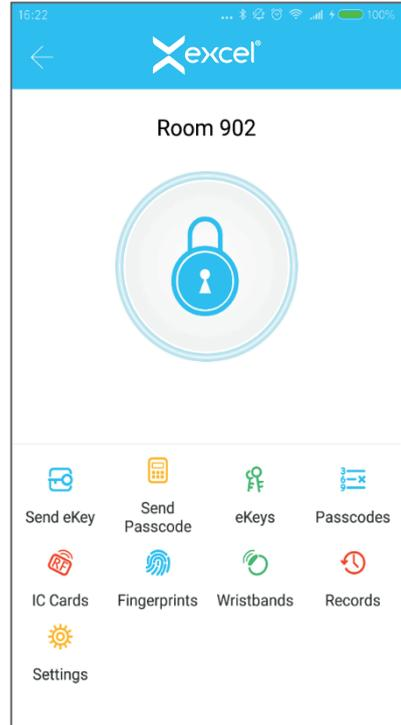 16:22 ... 100%
excel®
Room 902
Send eKey
Send
Passcode
eKeys
Passcodes
IC Cards
Fingerprints
Wristbands
Records
Settings